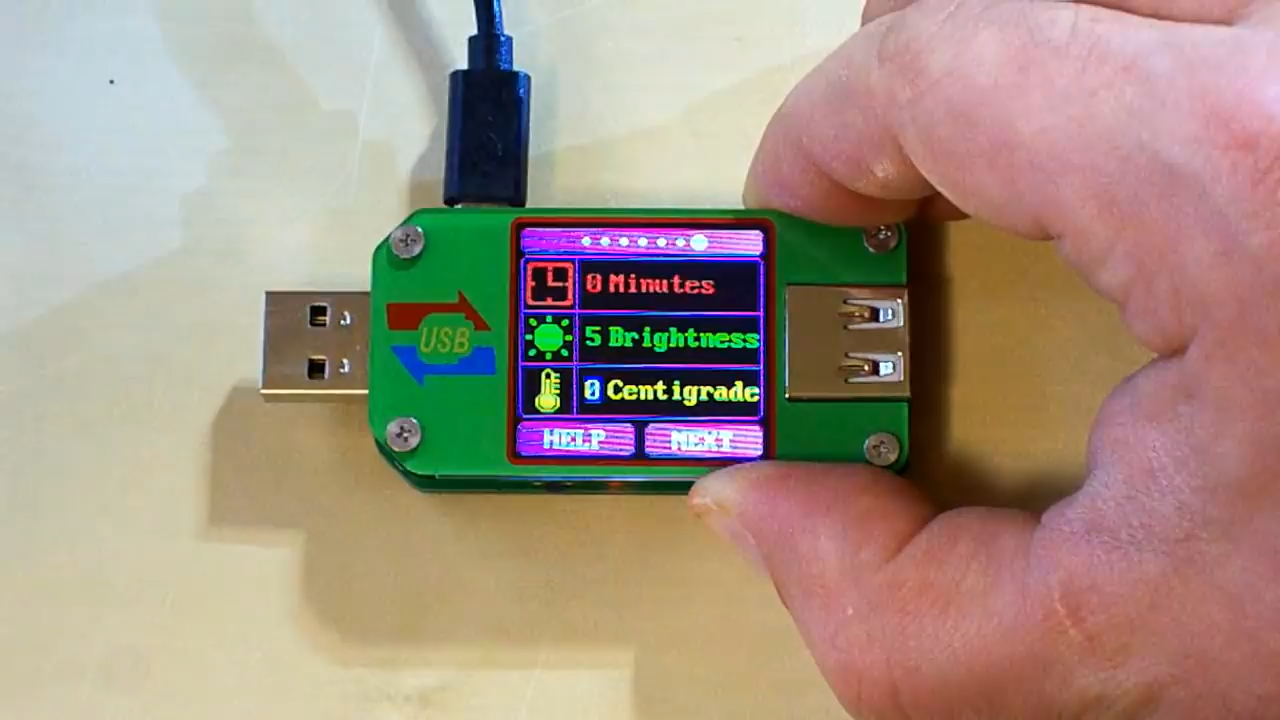 USB
0 Minutes
5 Brightness
0 Centigrade
HELP NEXT